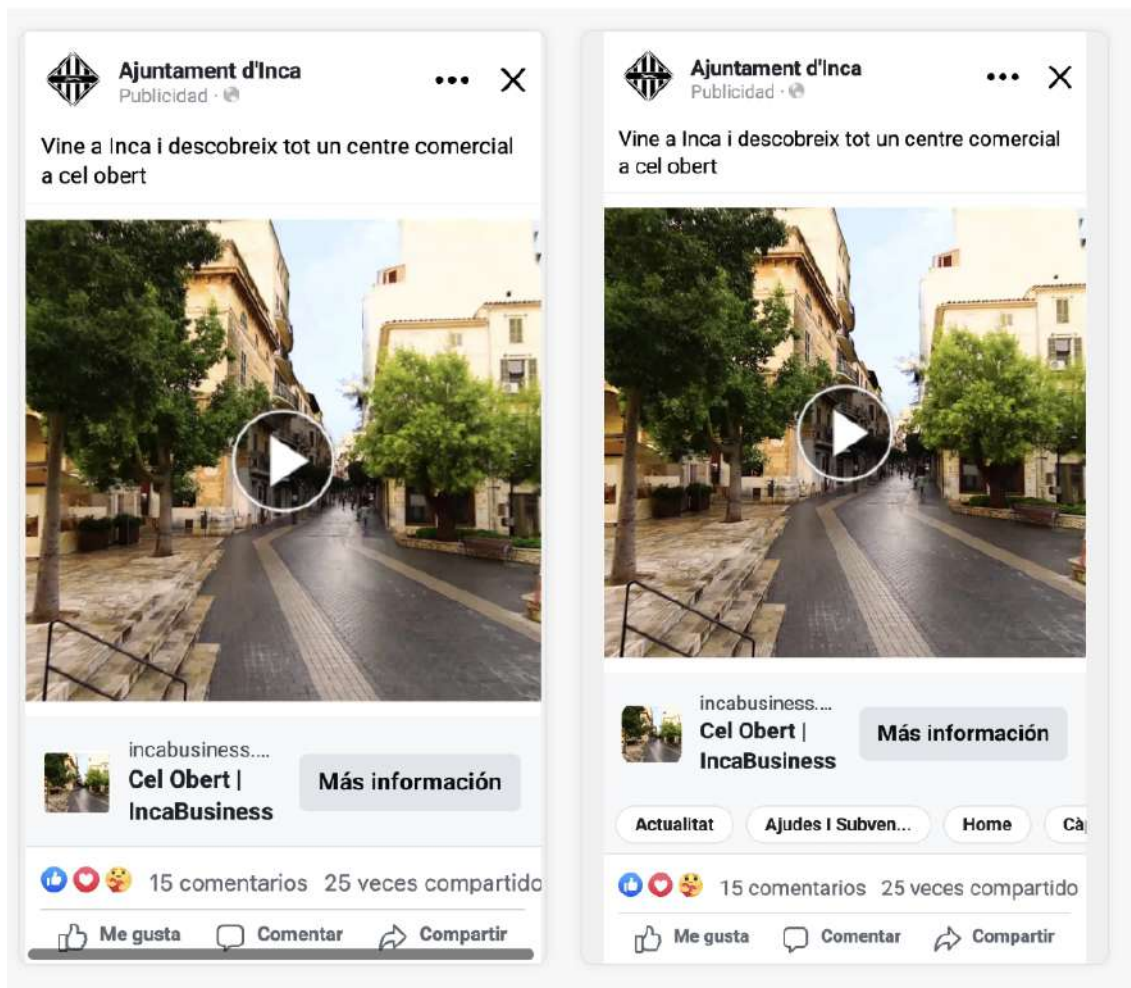 Ajuntament d'Inca
Publicidad ·
Vine a Inca i descobreix tot un centre comercial
a cel obert
incabusiness....
Cel Obert |
IncaBusiness
Más información
15 comentarios 25 veces compartido
Me gusta Comentar Compartir
Ajuntament d'Inca
Publicidad ·
Vine a Inca i descobreix tot un centre comercial
a cel obert
incabusiness....
Cel Obert |
IncaBusiness
Más información
Actualitat Ajudes I Subven... Home Cà
15 comentarios 25 veces compartido
Me gusta Comentar Compartir